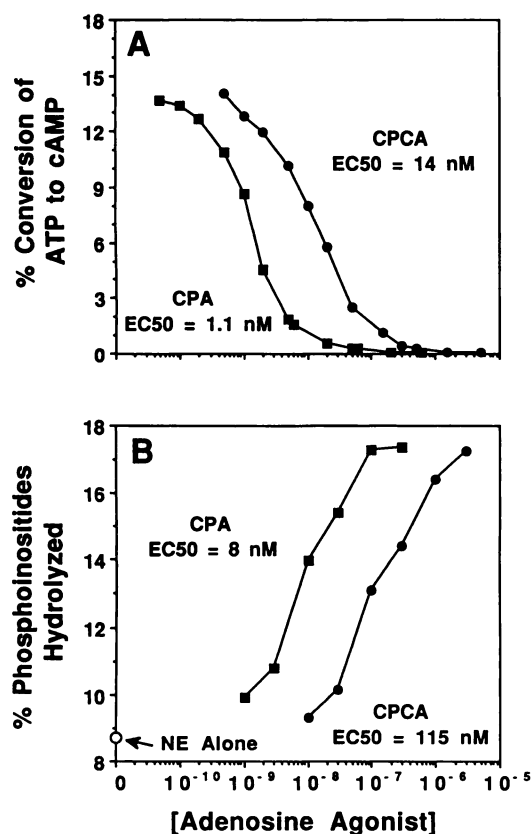 A
% Conversion of
ATP to cAMP
18
15
12
9
6
3
0
CPCA
EC50 = 14 nM
CPA
EC50 = 1.1 nM
B
% Phosphoinositides
Hydrolyzed
18
16
14
12
10
8
CPA
EC50 = 8 nM
CPCA
EC50 = 115 nM
NE Alone
0 10-10 10-9 10-8 10-7 10-6 10-5
[Adenosine Agonist]